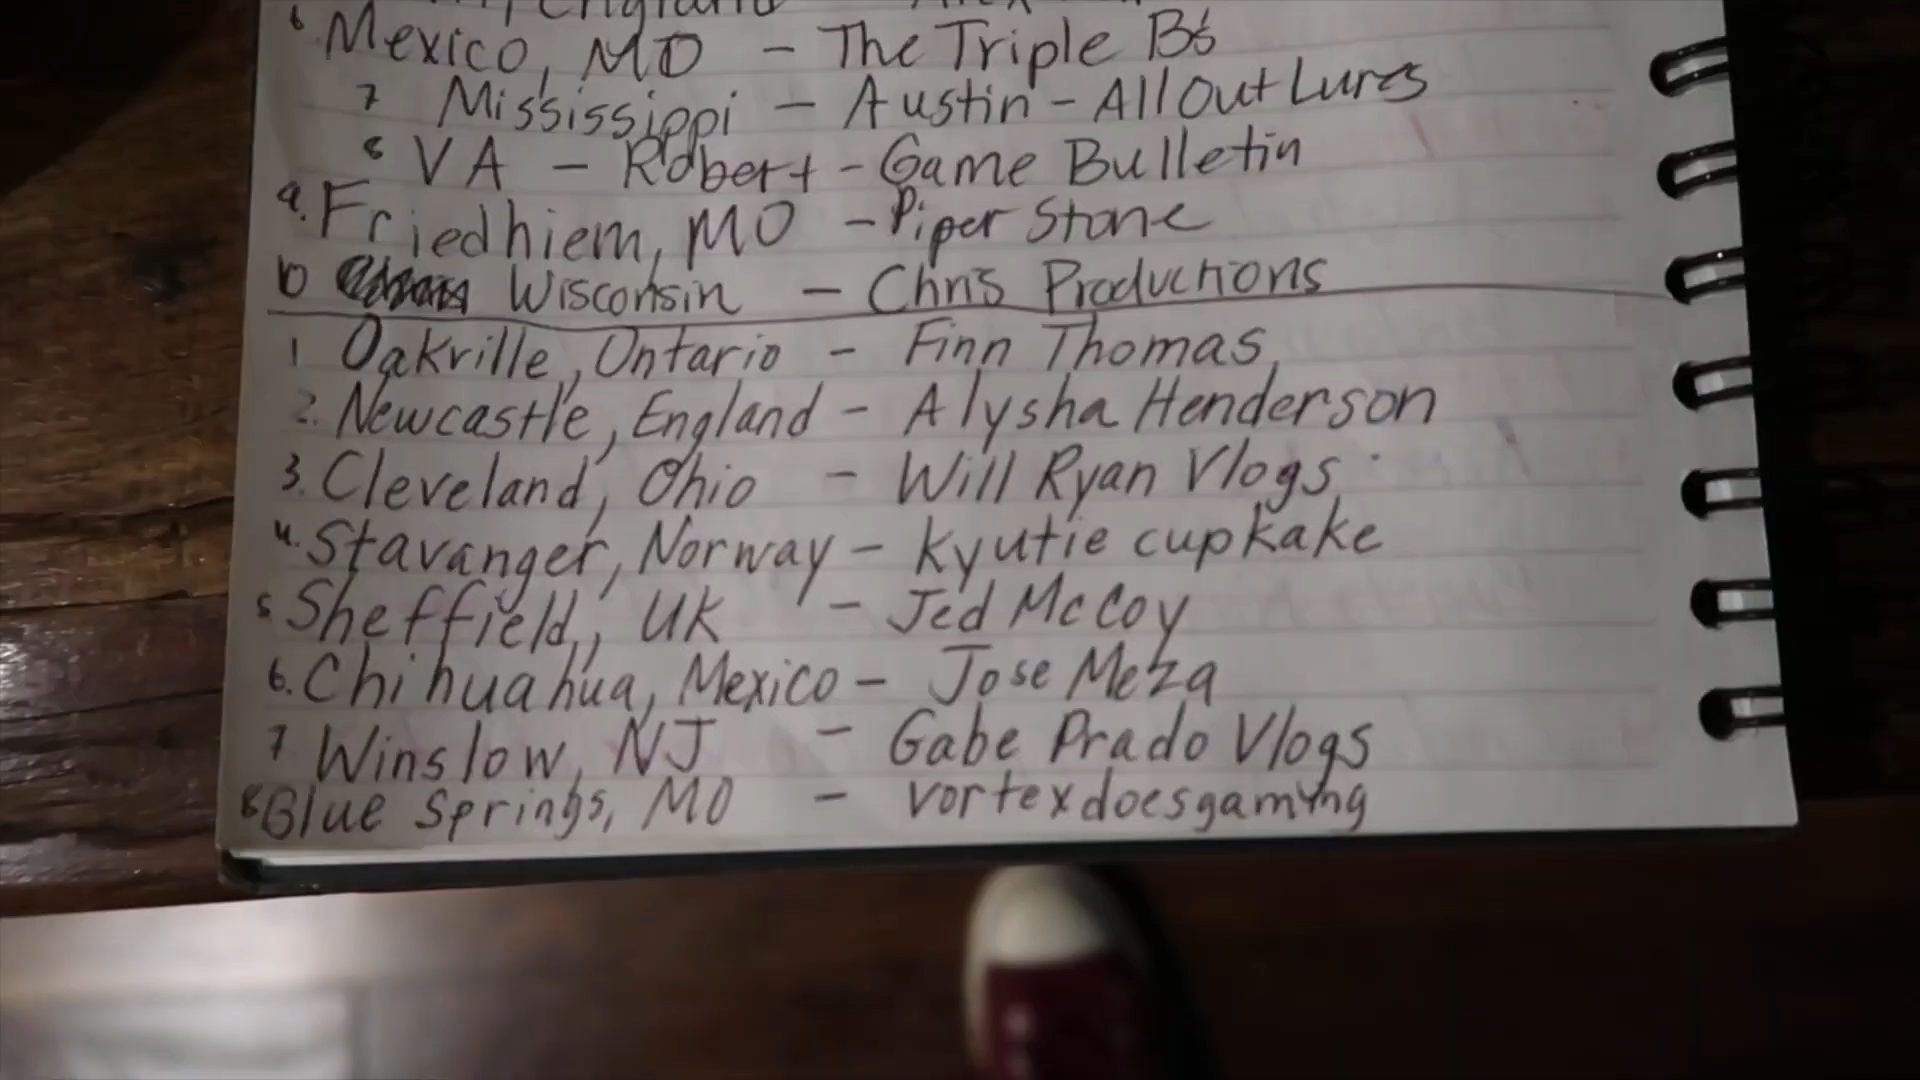 England
6. Mexico, MO - The Triple B's
7 Mississippi - Austin - All Out Lures
8 VA - Robert - Game Bulletin
9. Friedhiem, MO - Piper Stone
10 Wisconsin - Chris Productions
1 Oakville, Ontario - Finn Thomas
2. Newcastle, England - Alysha Henderson
3. Cleveland, Ohio - Will Ryan Vlogs
4. Stavanger, Norway - Kyutie cupkake
5 Sheffield, UK - Jed McCoy
6. Chihuahua, Mexico - Jose Meza
7 Winslow, NJ - Gabe Prado Vlogs
8 Blue Springs, MO - vortexdoesgaming